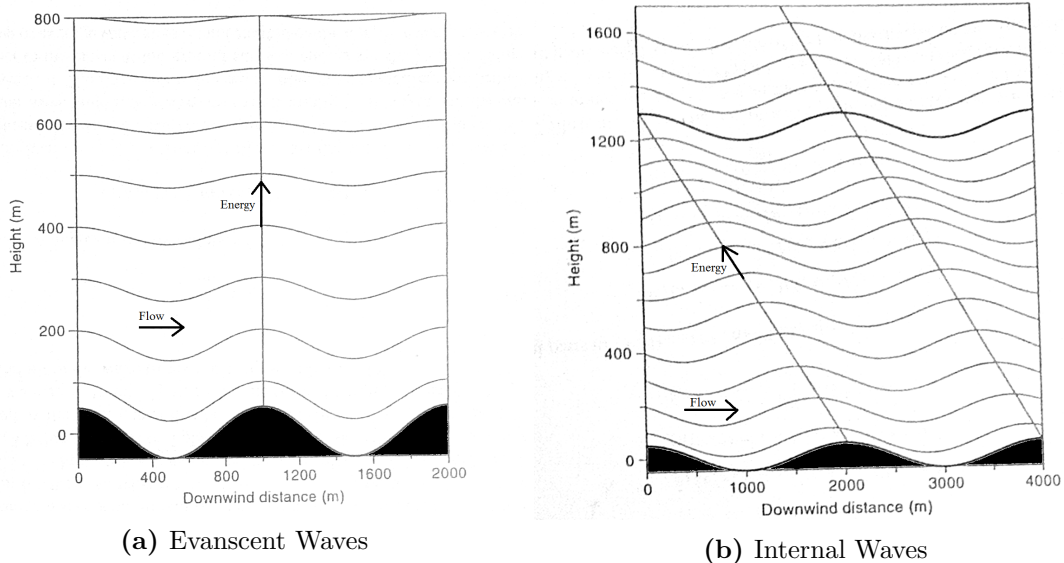 800
600
400
200
0
Height (m)
Energy
Flow
0
400
800
1200
1600
2000
Downwind distance (m)
(a) Evanscent Waves
1600
1200
800
400
0
Height (m)
Energy
Flow
0
1000
2000
3000
4000
Downwind distance (m)
(b) Internal Waves